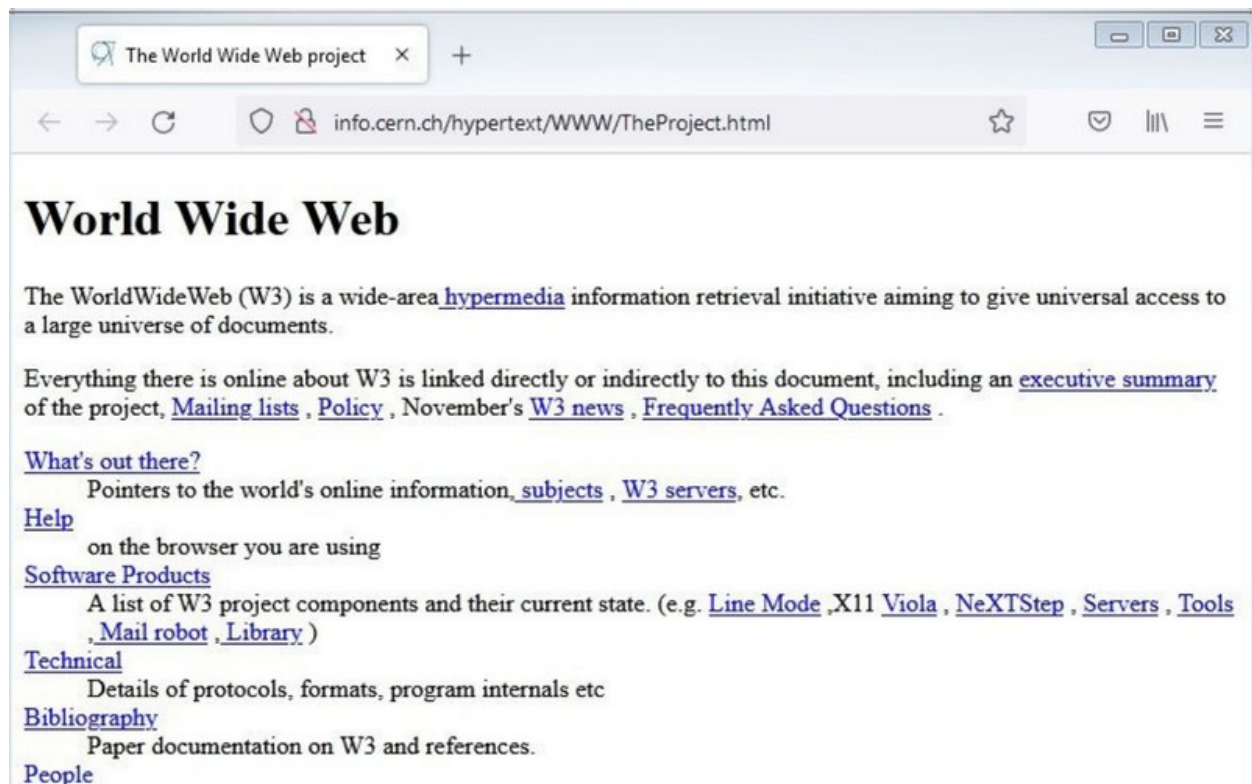 The World Wide Web project
info.cern.ch/hypertext/WWW/TheProject.html
World Wide Web
The WorldWideWeb (W3) is a wide-area hypermedia information retrieval initiative aiming to give universal access to
a large universe of documents.
Everything there is online about W3 is linked directly or indirectly to this document, including an executive summary
of the project, Mailing lists , Policy , November's W3 news , Frequently Asked Questions .
What's out there?
Pointers to the world's online information, subjects , W3 servers, etc.
Help
on the browser you are using
Software Products
A list of W3 project components and their current state. (e.g. Line Mode ,X11 Viola , NeXTStep , Servers , Tools
, Mail robot , Library )
Technical
Details of protocols, formats, program internals etc
Bibliography
Paper documentation on W3 and references.
People